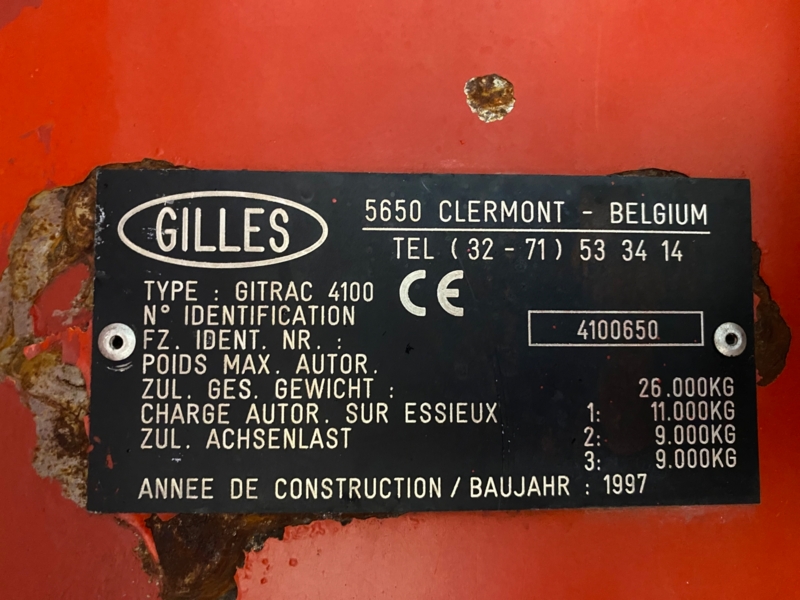 GILLES
5650 CLERMONT - BELGIUM
TEL (32 - 71) 53 34 14
TYPE : GITRAC 4100 CE
N° IDENTIFICATION
FZ. IDENT. NR. : 4100650
POIDS MAX. AUTOR.
ZUL. GES. GEWICHT : 26.000KG
CHARGE AUTOR. SUR ESSIEUX 1: 11.000KG
ZUL. ACHSENLAST 2: 9.000KG
3: 9.000KG
ANNEE DE CONSTRUCTION / BAUJAHR : 1997